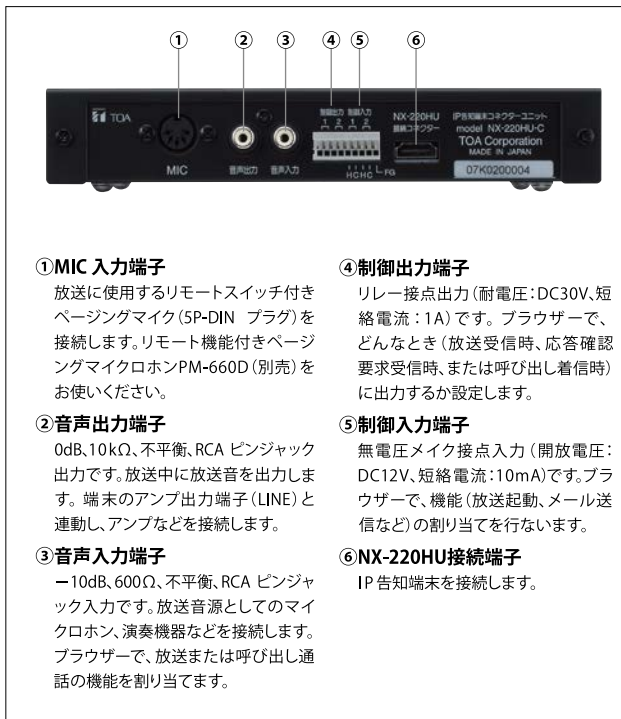 ① ② ③ ④ ⑤ ⑥
TOA
制御出力 制御入力
1 2 1 2
NX-220HU
接続コネクター
IP告知端末コネクターユニット
model NX-220HU-C
TOA Corporation
MADE IN JAPAN
07K0200004
MIC
音声出力
音声入力
HCHC
FG
①MIC 入力端子
放送に使用するリモートスイッチ付き
ページングマイク(5P-DIN プラグ)を
接続します。リモート機能付きページ
ングマイクロホンPM-660D(別売)を
お使いください。
②音声出力端子
0dB、10kΩ、不平衡、RCA ピンジャック
出力です。放送中に放送音を出力しま
す。端末のアンプ出力端子(LINE)と
連動し、アンプなどを接続します。
③音声入力端子
－10dB、600Ω、不平衡、RCA ピンジャ
ック入力です。放送音源としてのマイ
クロホン、演奏機器などを接続します。
ブラウザーで、放送または呼び出し通
話の機能を割り当てます。
④制御出力端子
リレー接点出力(耐電圧:DC30V、短
絡電流:1A)です。ブラウザーで、
どんなとき(放送受信時、応答確認
要求受信時、または呼び出し着信時)
に出力するか設定します。
⑤制御入力端子
無電圧メイク接点入力(開放電圧:
DC12V、短絡電流:10mA)です。ブラ
ウザーで、機能(放送起動、メール送
信など)の割り当てを行ないます。
⑥NX-220HU接続端子
IP告知端末を接続します。